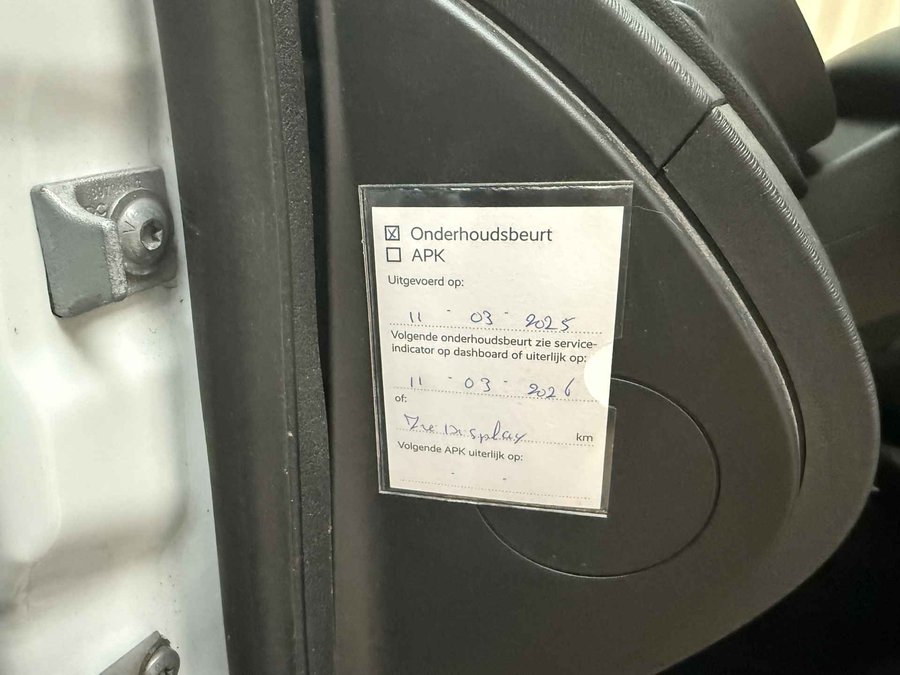 ☒ Onderhoudsbeurt
☐ APK
Uitgevoerd op:
11 - 03 - 2025
Volgende onderhoudsbeurt zie service-
indicator op dashboard of uiterlijk op:
11 - 03 - 2026
of:
Zie Display km
Volgende APK uiterlijk op:
- -